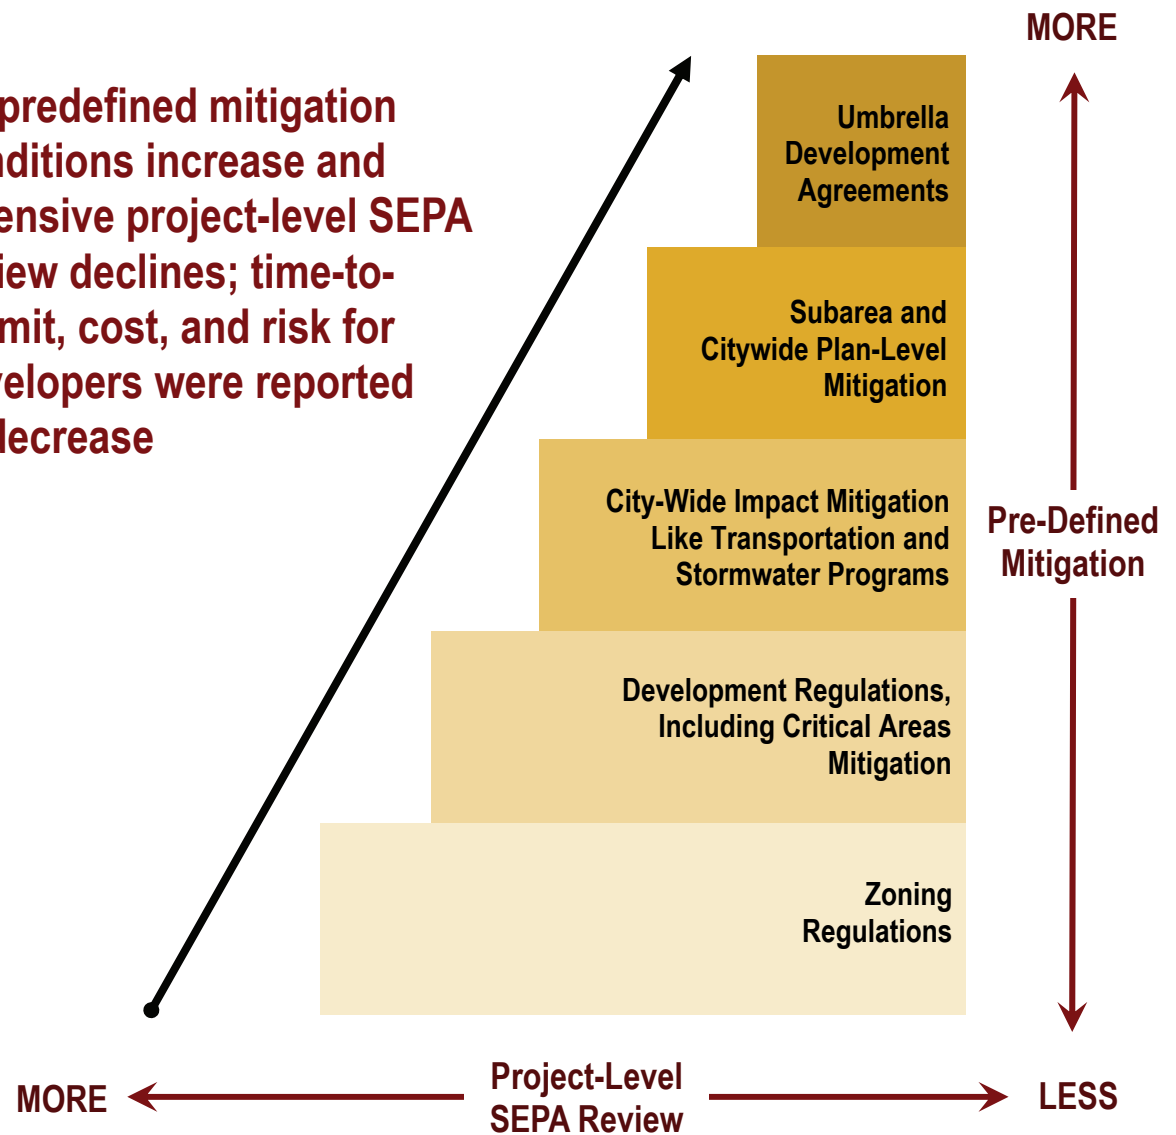 MORE
predefined mitigation
nditions increase and
ensive project-level SEPA
iew declines; time-to-
mit, cost, and risk for
velopers were reported
decrease
Umbrella
Development
Agreements
Subarea and
Citywide Plan-Level
Mitigation
City-Wide Impact Mitigation
Like Transportation and
Stormwater Programs
Pre-Defined
Mitigation
Development Regulations,
Including Critical Areas
Mitigation
Zoning
Regulations
MORE
Project-Level
SEPA Review
LESS